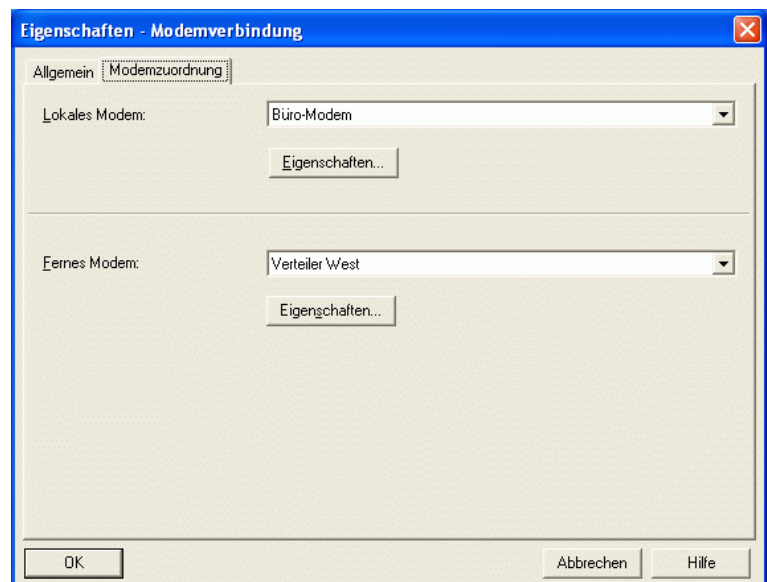 Eigenschaften - Modemverbindung
Allgemein Modemzuordnung
Lokales Modem: Büro-Modem
Eigenschaften...
Fernes Modem: Verteiler West
Eigenschaften...
OK Abbrechen Hilfe